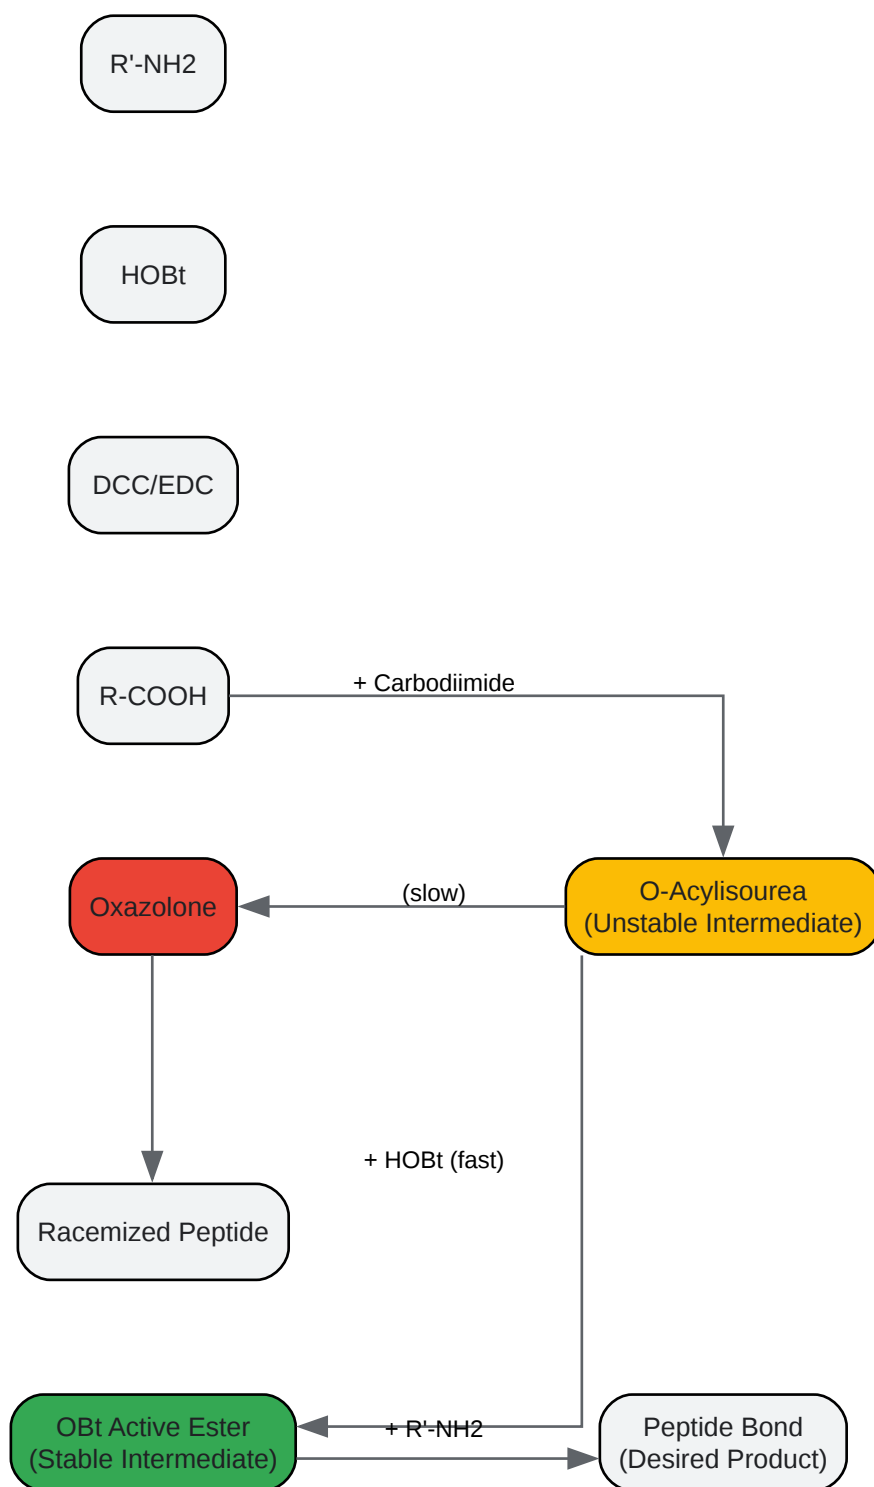 R'-NH2
HOBt
DCC/EDC
R-COOH
+ Carbodiimide
Oxazolone
(slow)
O-Acylisourea
(Unstable Intermediate)
+ HOBt (fast)
Racemized Peptide
OBt Active Ester
(Stable Intermediate)
+ R'-NH2
Peptide Bond
(Desired Product)